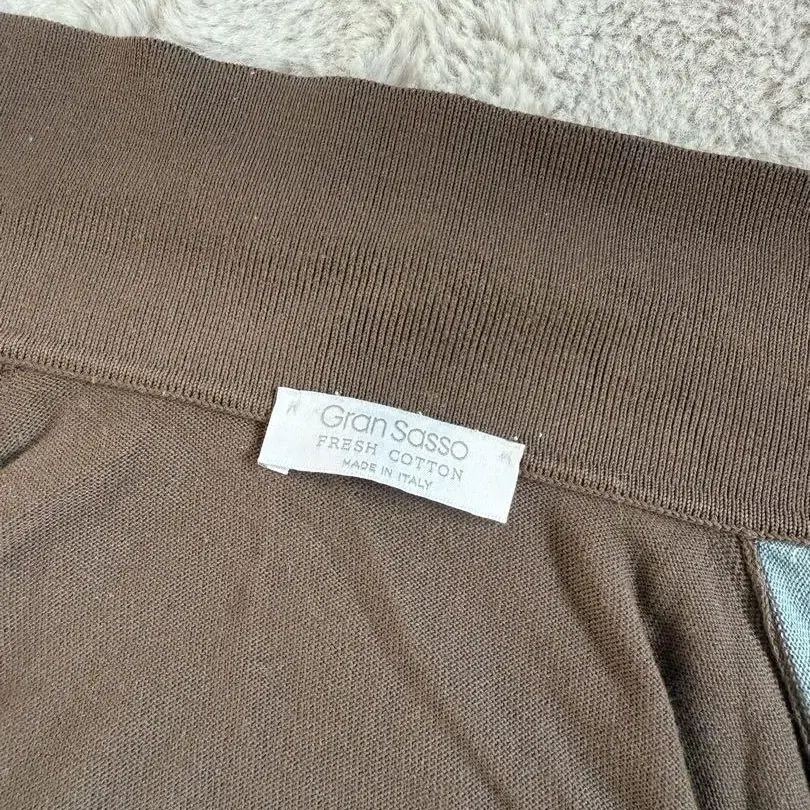 Gran Sasso
FRESH COTTON
MADE IN ITALY